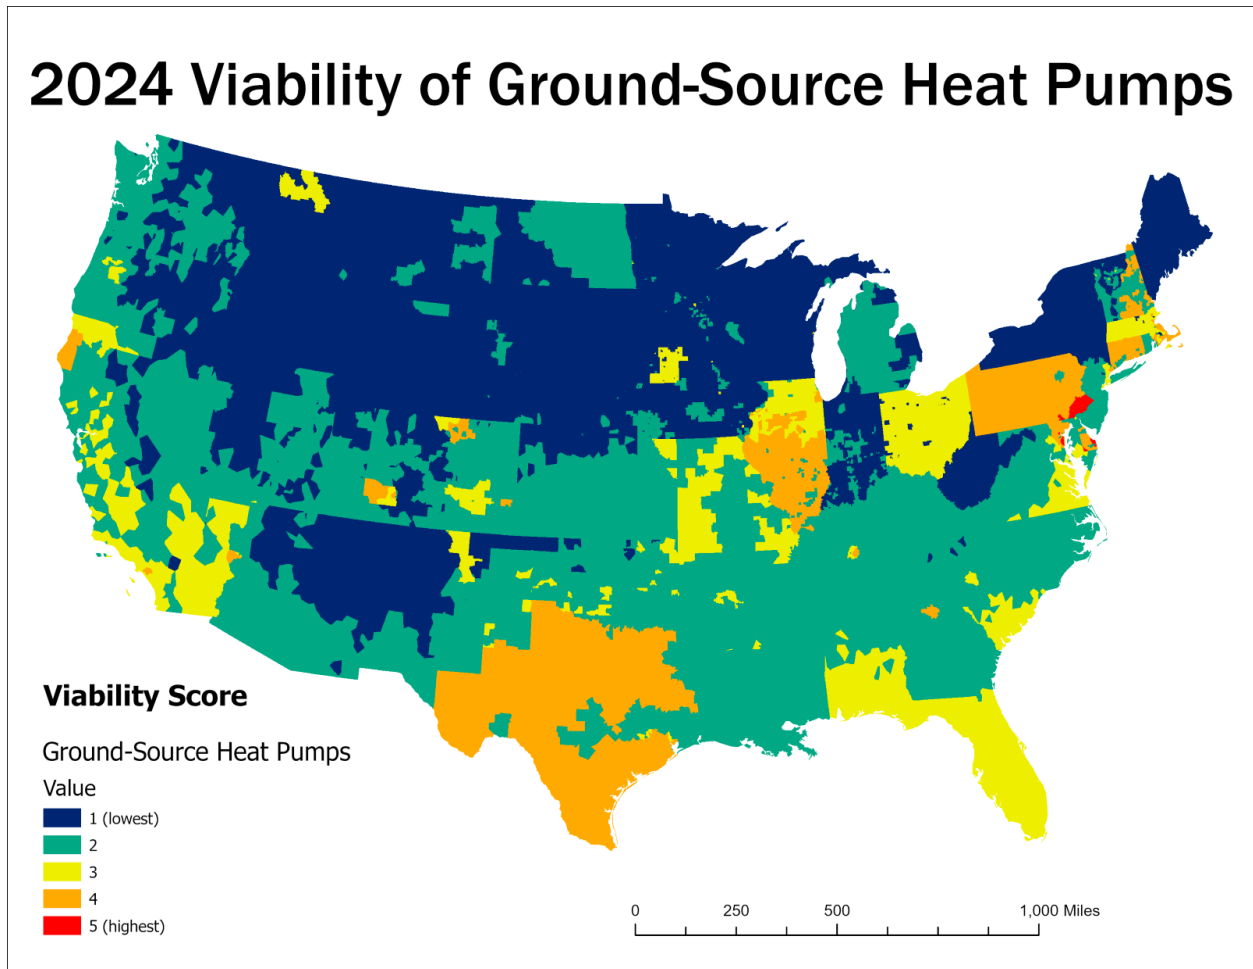 2024 Viability of Ground-Source Heat Pumps
Viability Score
Ground-Source Heat Pumps
Value
1 (lowest)
2
3
4
5 (highest)
0 250 500 1,000 Miles